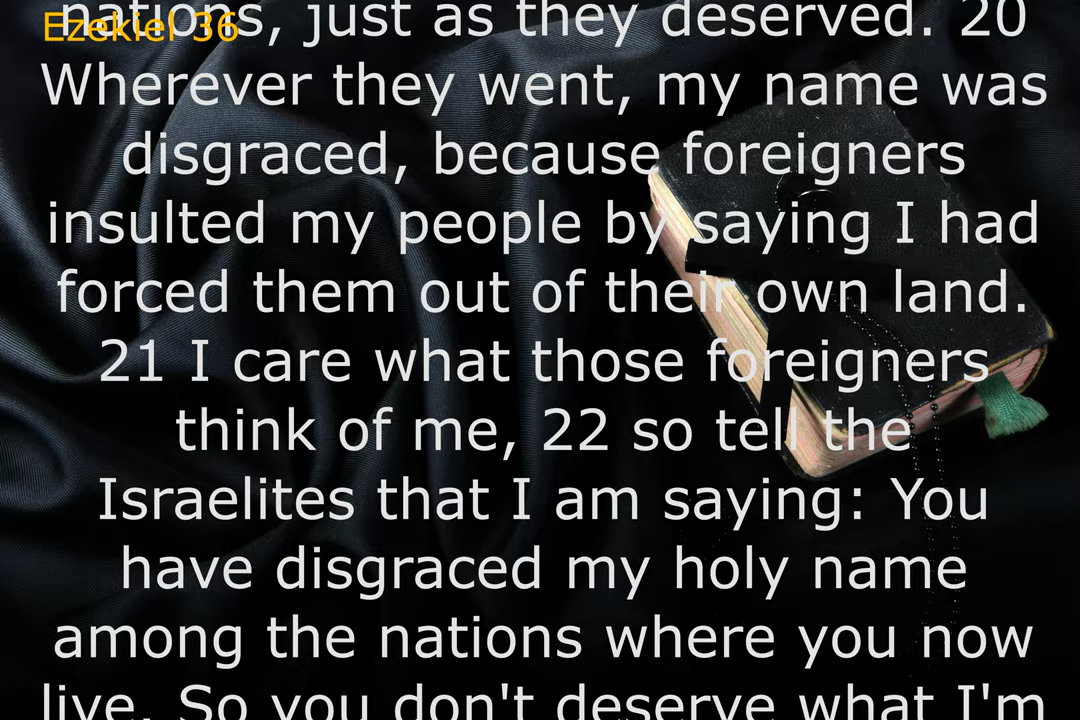 Ezekiel 36
nations, just as they deserved. 20
Wherever they went, my name was
disgraced, because foreigners
insulted my people by saying I had
forced them out of their own land.
21 I care what those foreigners
think of me, 22 so tell the
Israelites that I am saying: You
have disgraced my holy name
among the nations where you now
live. So you don't deserve what I'm